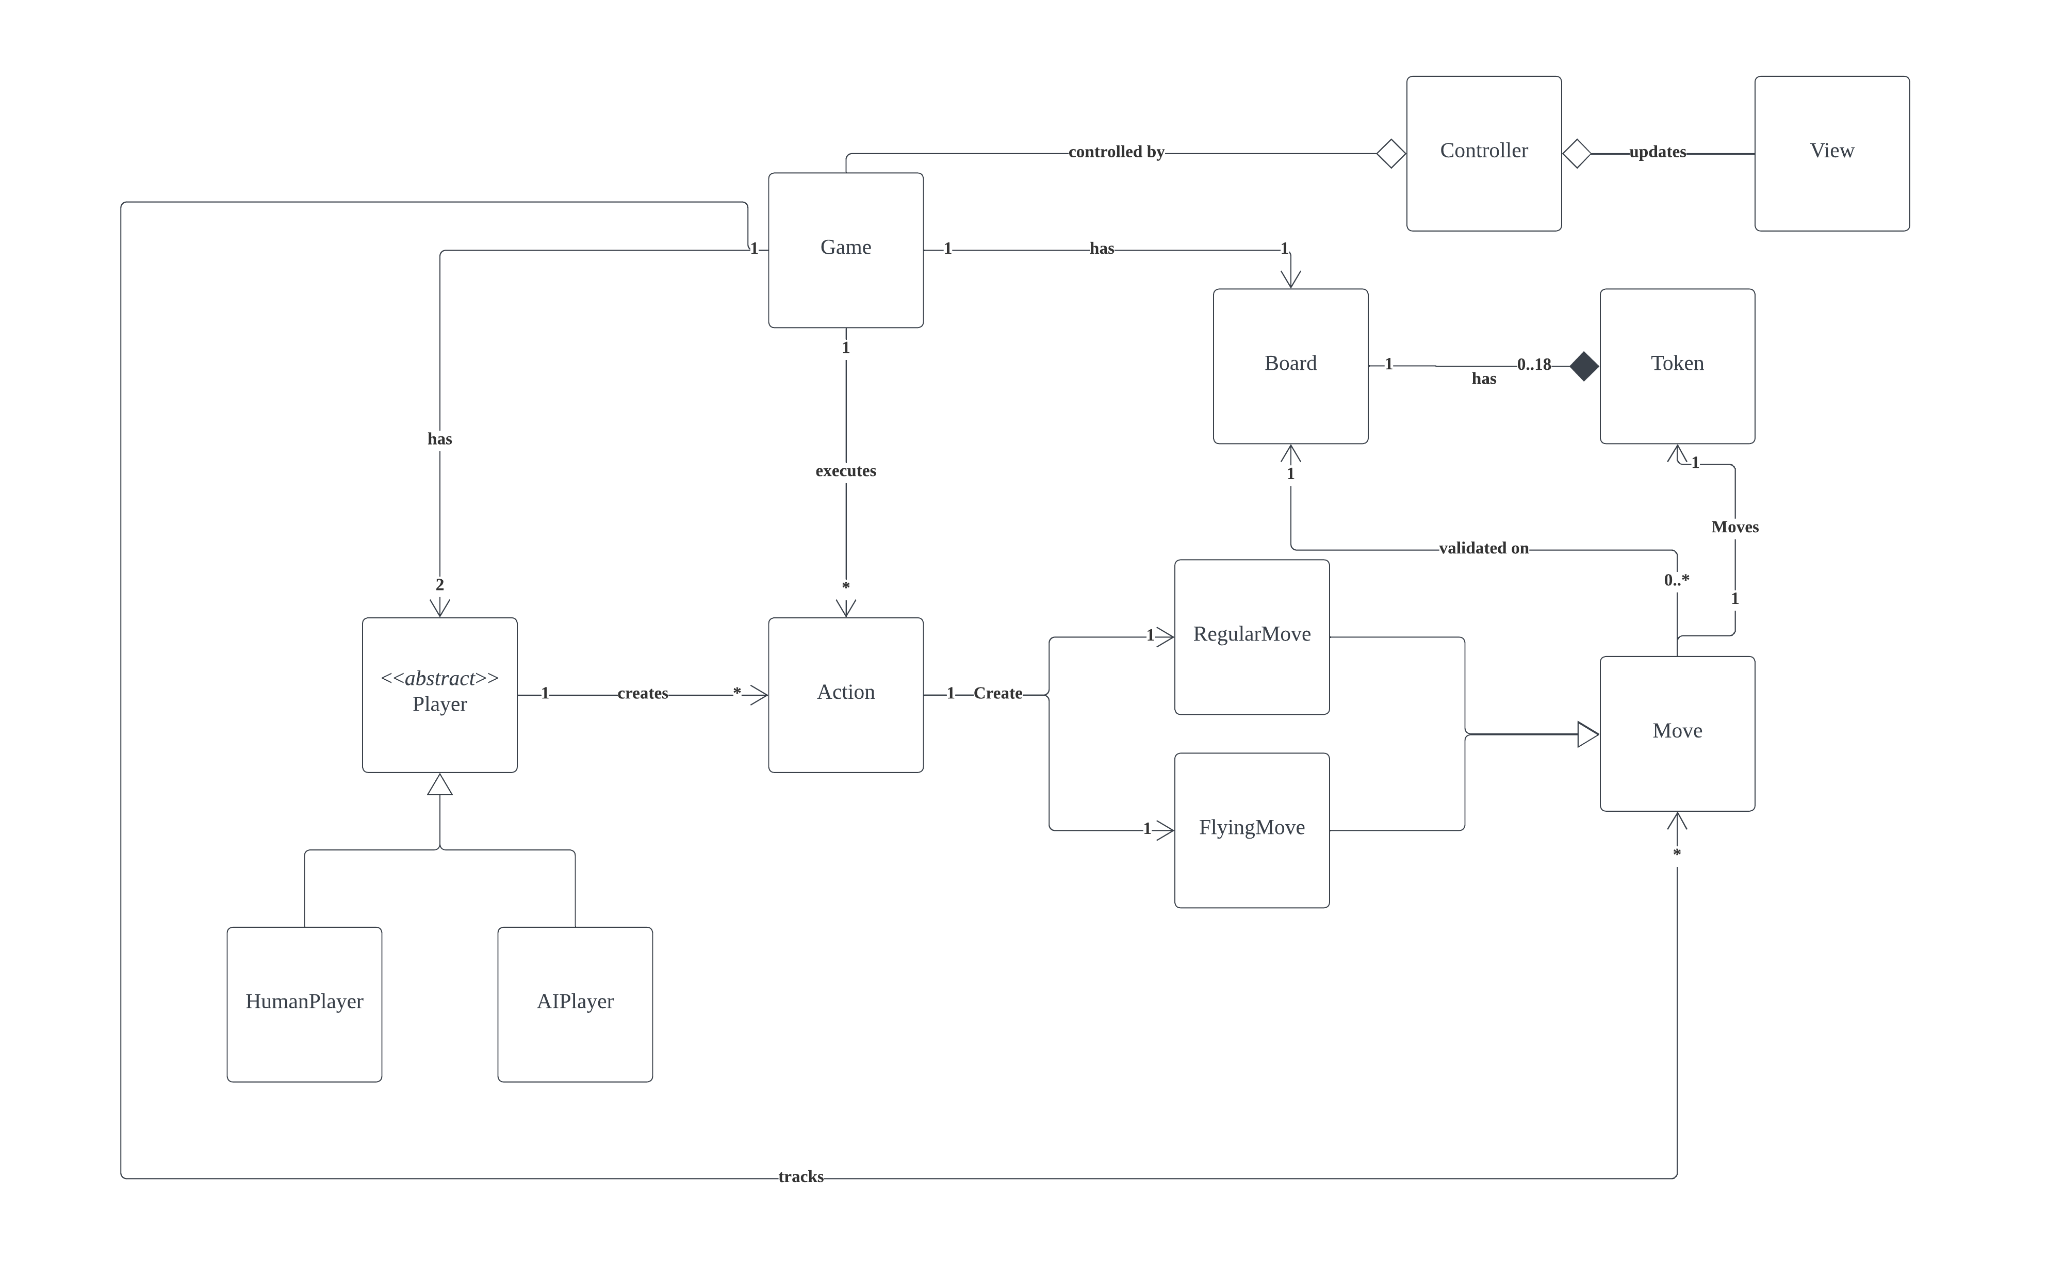 Controller
View
controlled by
updates
Game
1
1
has
1
Board
Token
1
1
0..18
has
has
executes
1
1
validated on
Moves
2
*
0..*
1
RegularMove
1
<<abstract>>
Player
1
creates
*
Action
1
Create
Move
FlyingMove
1
*
HumanPlayer
AIPlayer
tracks